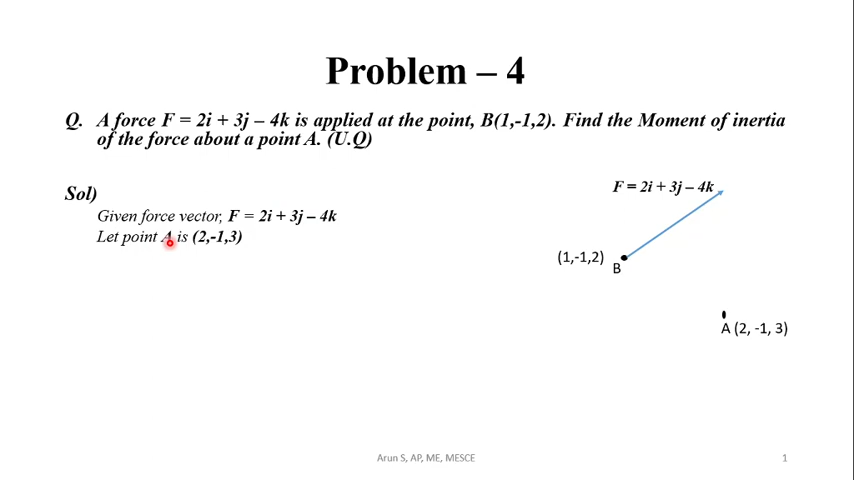 Problem – 4
Q. A force F = 2i + 3j – 4k is applied at the point, B(1,-1,2). Find the Moment of inertia
of the force about a point A. (U.Q)
Sol)
Given force vector, F = 2i + 3j – 4k
Let point A is (2,-1,3)
F = 2i + 3j – 4k
(1,-1,2)
B
A (2, -1, 3)
Arun S, AP, ME, MESCE
1